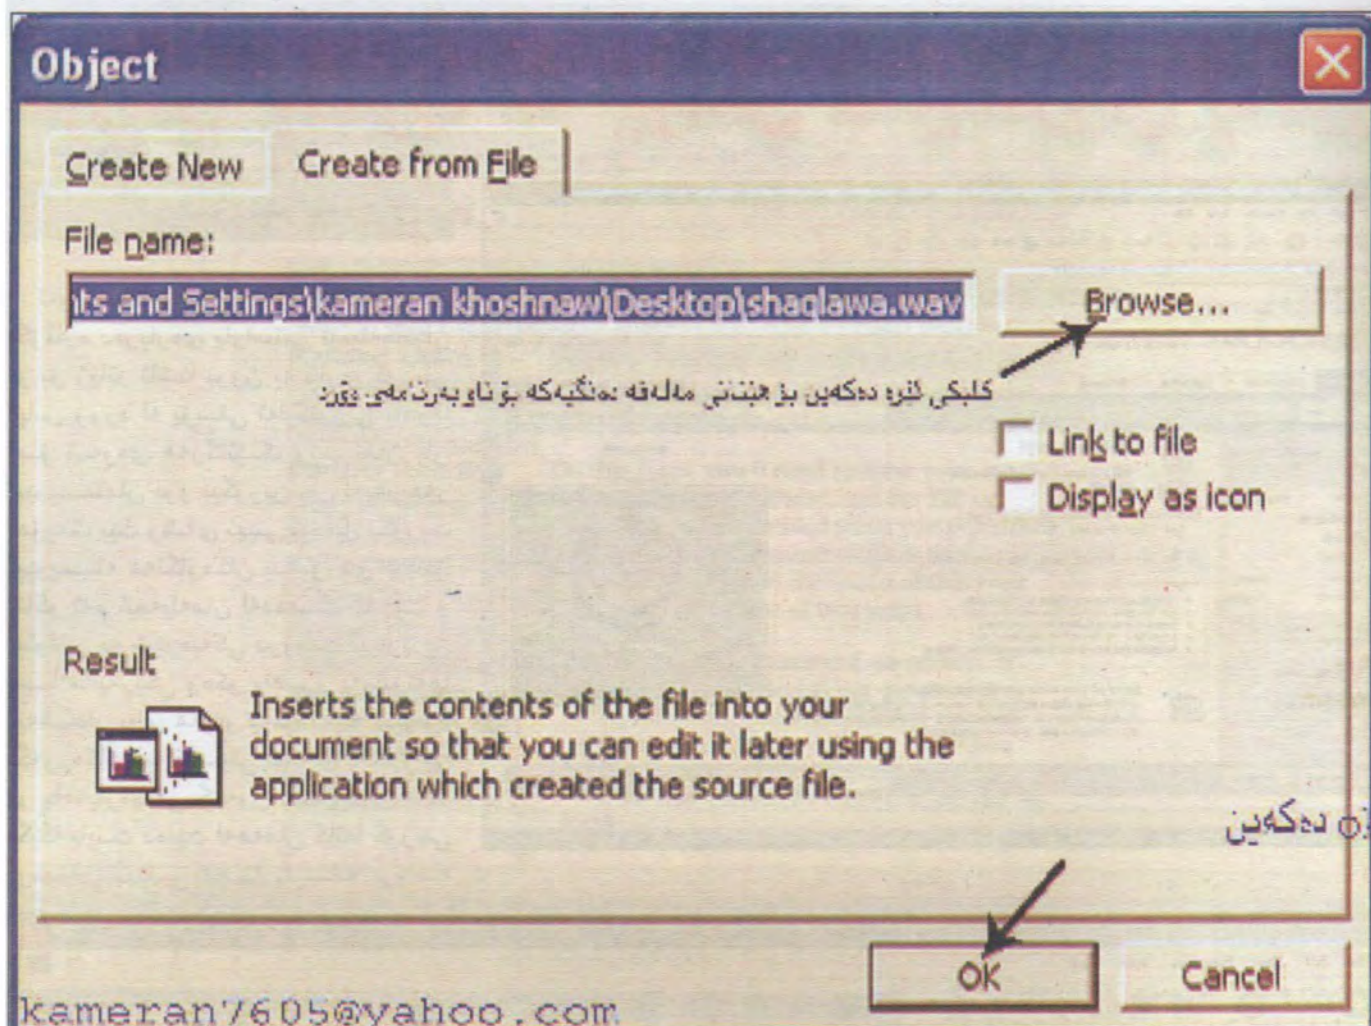 Object
Create New
Create from File
File name:
nts and Settings\kameran khoshnaw\Desktop\shaqlawa.wav
Browse...
کلیکی ئێره دەکەین بۆ هێنانی مەلەفە دەنگیەکە بۆ ناو بەرنامەی وۆرد
Link to file
Display as icon
Result
Inserts the contents of the file into your
document so that you can edit it later using the
application which created the source file.
دەکەین
OK
Cancel
kameran7605@yahoo.com